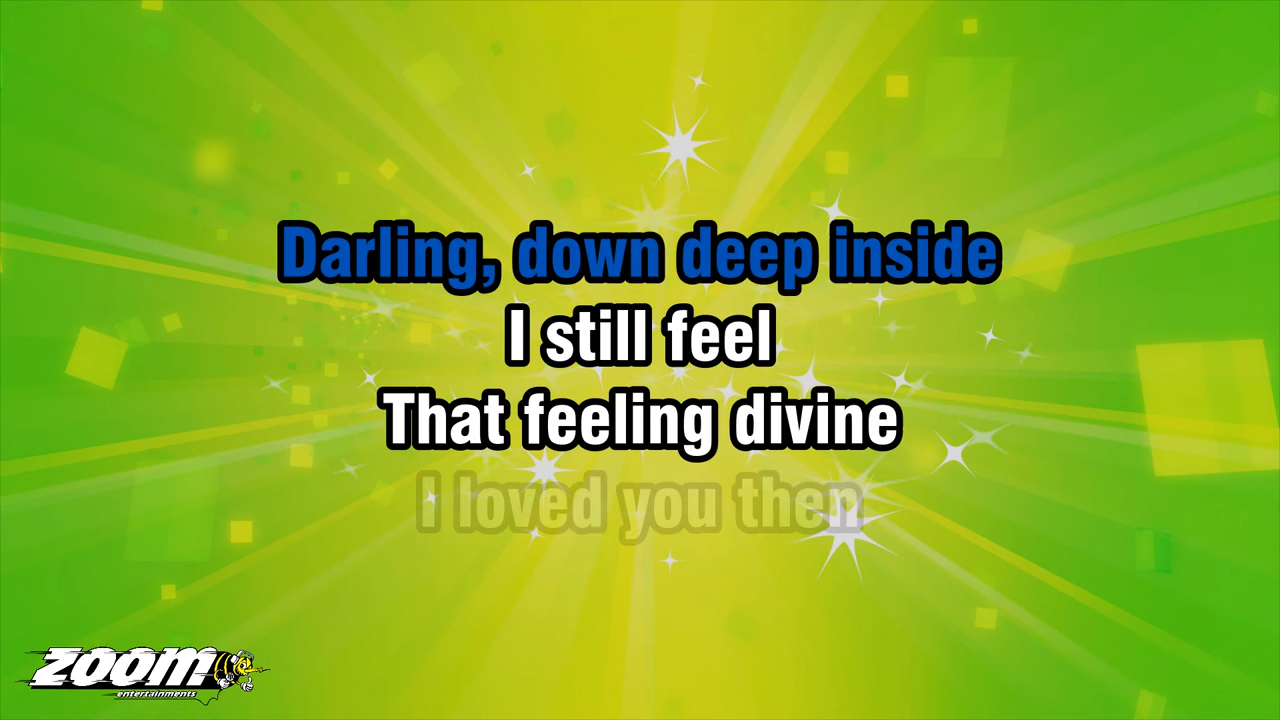 Darling, down deep inside
I still feel
That feeling divine
I loved you then
ZOOM
entertainments